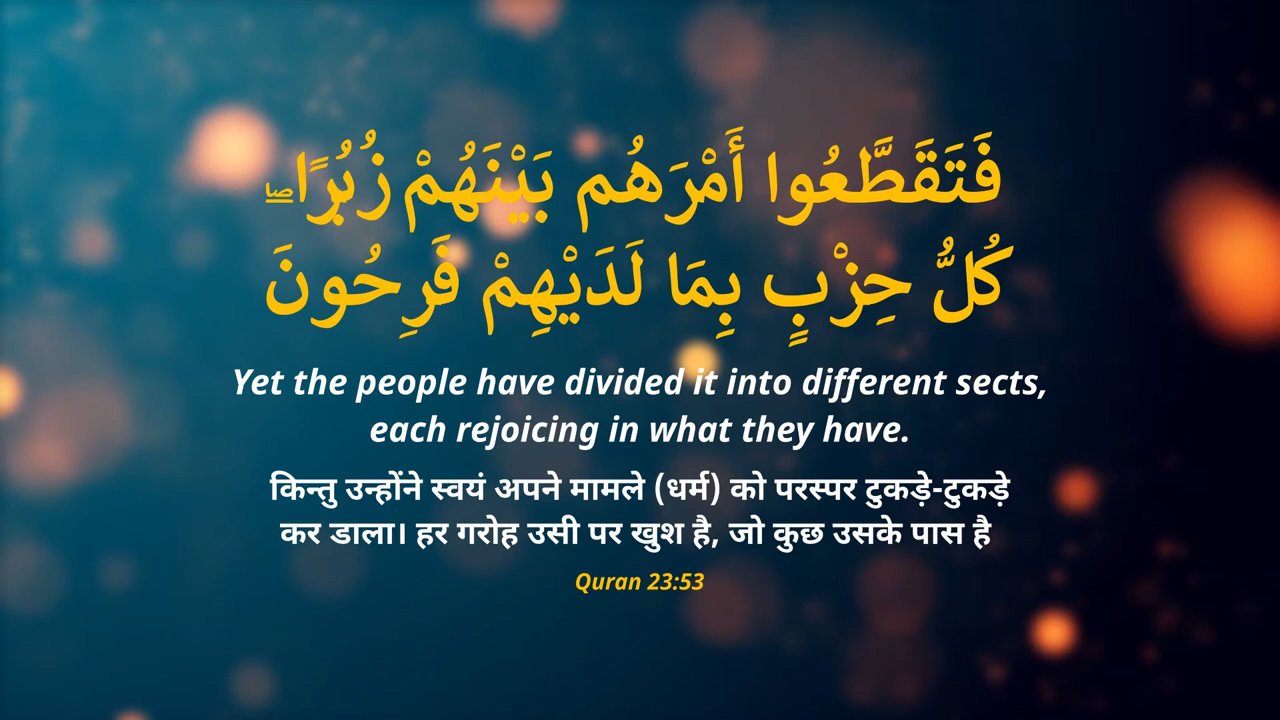 فَتَقَطَّعُوا أَمْرَهُم بَيْنَهُمْ زُبُرًا ۖ
كُلُّ حِزْبٍ بِمَا لَدَيْهِمْ فَرِحُونَ
Yet the people have divided it into different sects,
each rejoicing in what they have.
किन्तु उन्होंने स्वयं अपने मामले (धर्म) को परस्पर टुकड़े-टुकड़े
कर डाला। हर गरोह उसी पर खुश है, जो कुछ उसके पास है
Quran 23:53